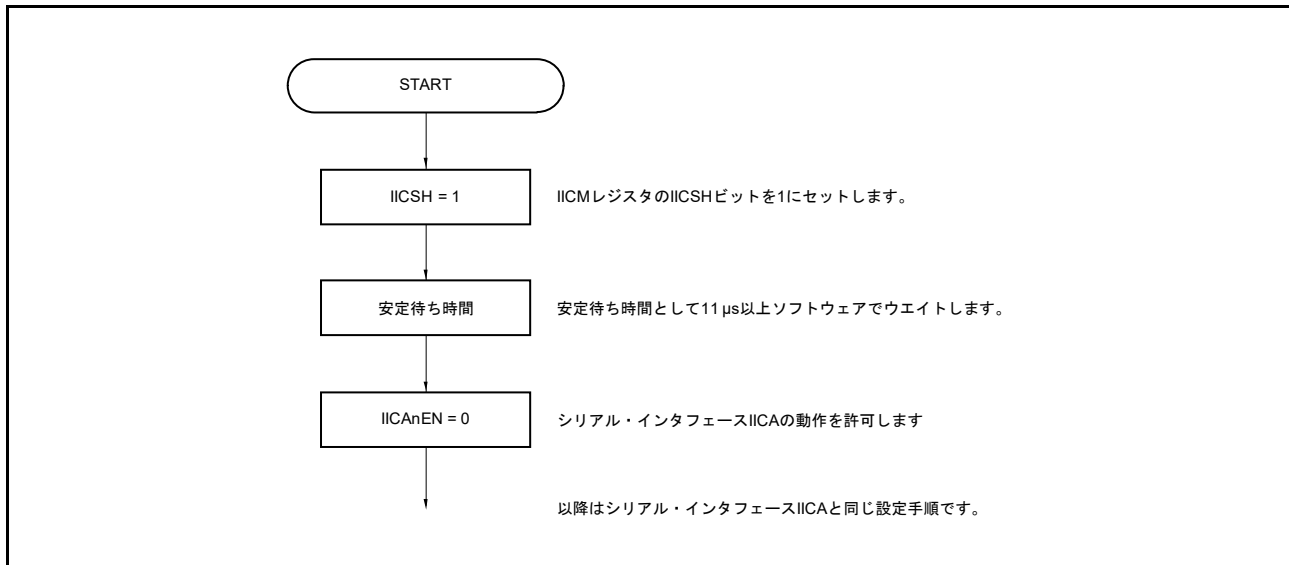 START
IICSH = 1
IICMレジスタのIICSHビットを1にセットします。
安定待ち時間
安定待ち時間として11 µs以上ソフトウェアでウエイトします。
IICAnEN = 0
シリアル・インタフェースIICAの動作を許可します
以降はシリアル・インタフェースIICAと同じ設定手順です。